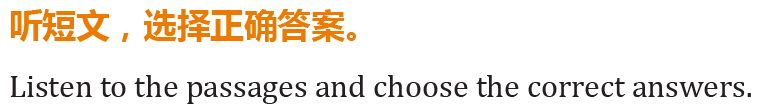 听短文，选择正确答案。
Listen to the passages and choose the correct answers.